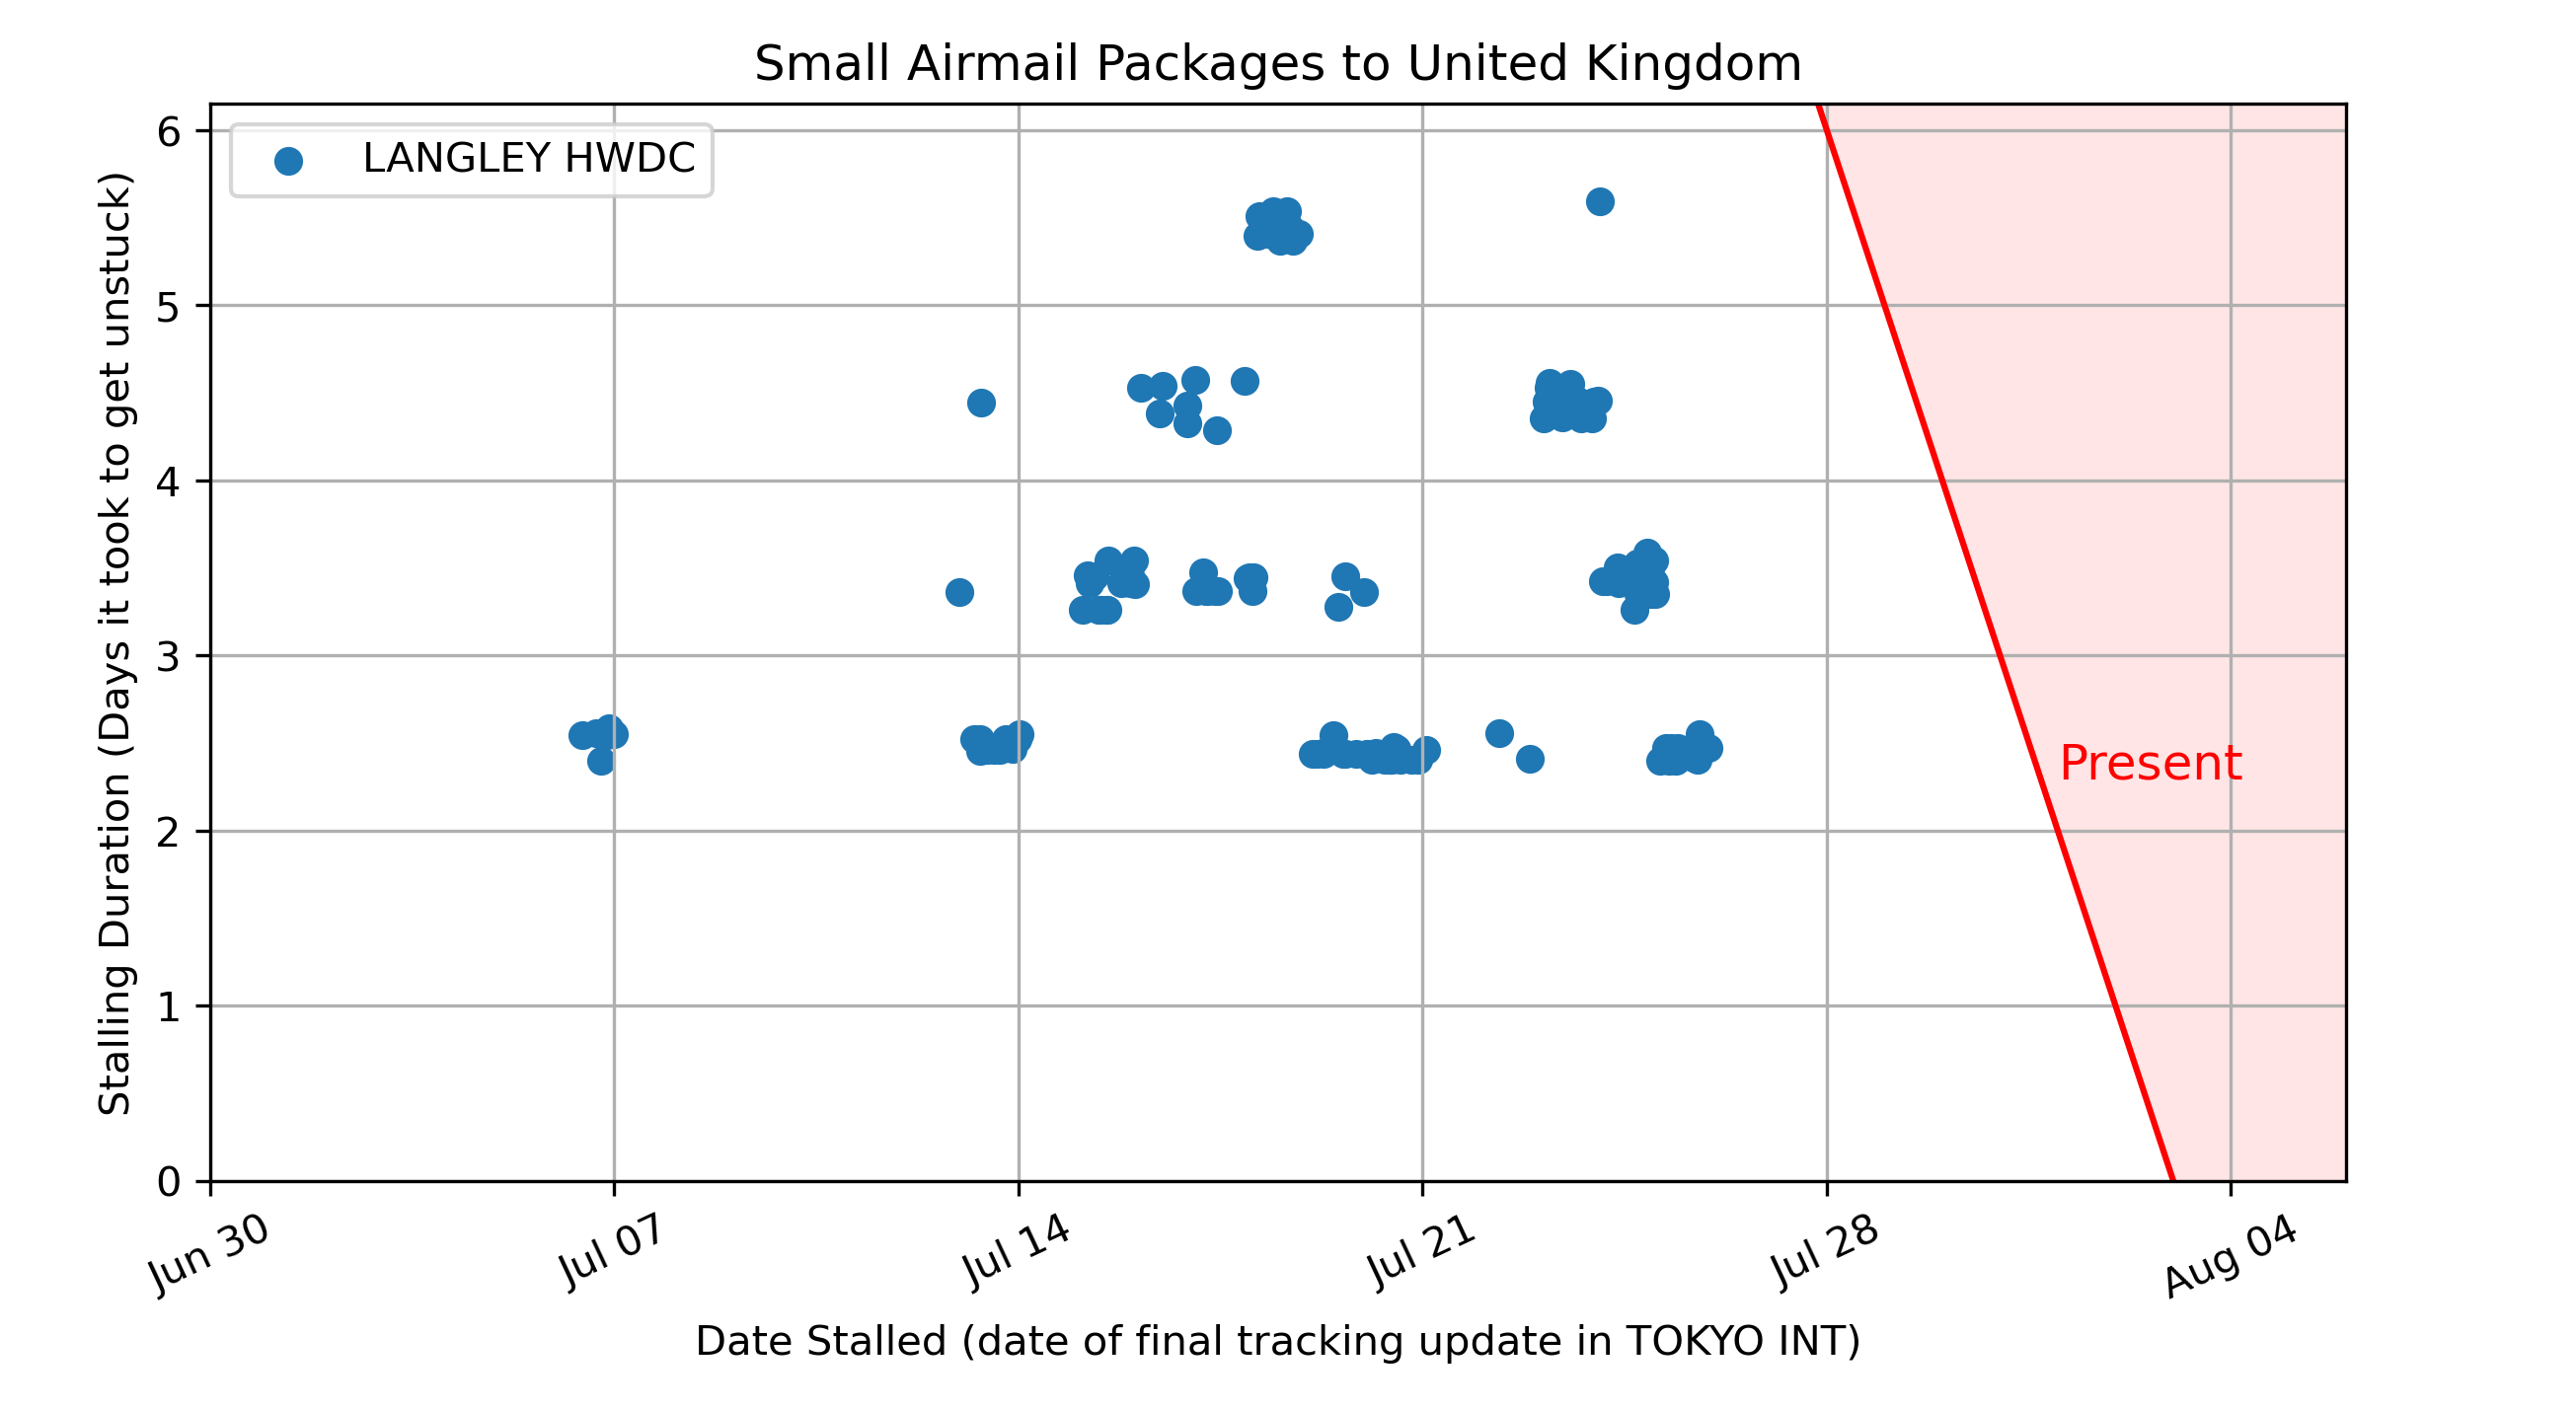 Small Airmail Packages to United Kingdom
LANGLEY HWDC
Stalling Duration (Days it took to get unstuck)
6
5
4
3
2
1
0
Present
Jun 30
Jul 07
Jul 14
Jul 21
Jul 28
Aug 04
Date Stalled (date of final tracking update in TOKYO INT)